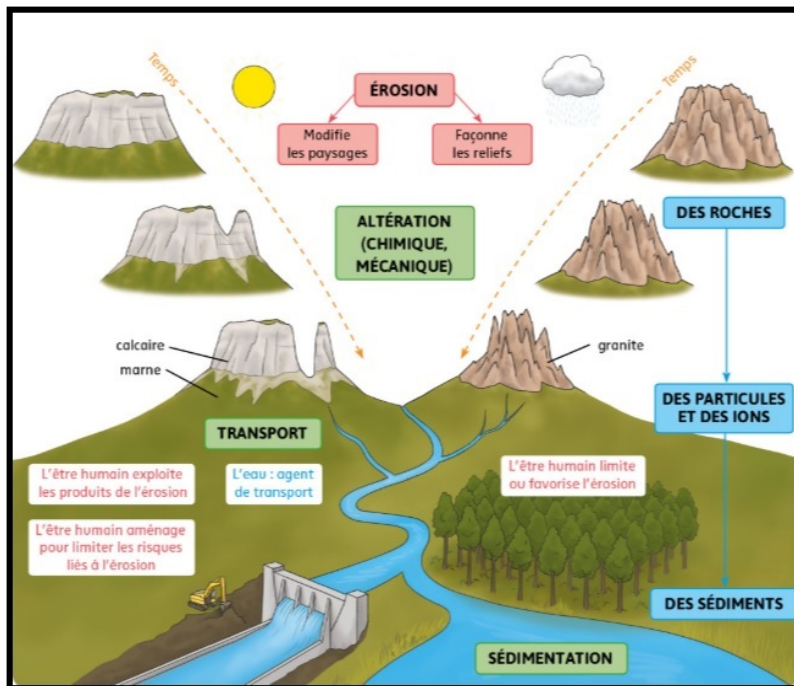 Temps
Temps
ÉROSION
Modifie
les paysages
Façonne
les reliefs
ALTÉRATION
(CHIMIQUE,
MÉCANIQUE)
DES ROCHES
calcaire
marne
granite
DES PARTICULES
ET DES IONS
TRANSPORT
L'être humain exploite
les produits de l'érosion
L'eau : agent
de transport
L'être humain limite
ou favorise l'érosion
L'être humain aménage
pour limiter les risques
liés à l'érosion
DES SÉDIMENTS
SÉDIMENTATION